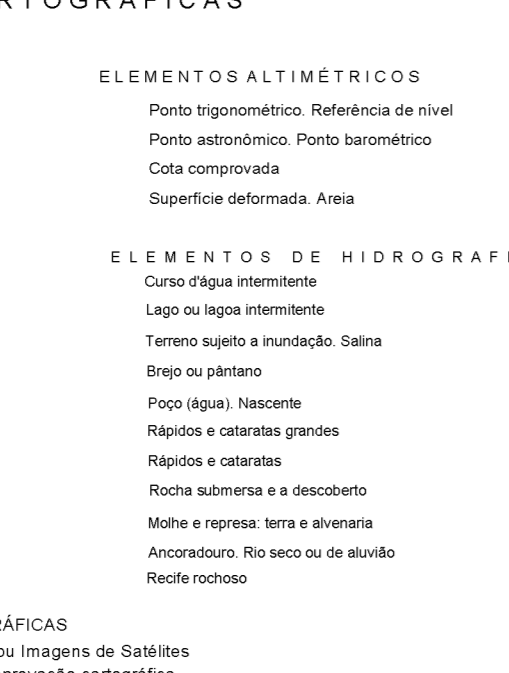 ELEMENTOS ALTIMÉTRICOS
Ponto trigonométrico. Referência de nível
Ponto astronômico. Ponto barométrico
Cota comprovada
Superfície deformada. Areia
ELEMENTOS DE HIDROGRAF
Curso d'água intermitente
Lago ou lagoa intermitente
Terreno sujeito a inundação. Salina
Brejo ou pântano
Poço (água). Nascente
Rápidos e cataratas grandes
Rápidos e cataratas
Rocha submersa e a descoberto
Molhe e represa: terra e alvenaria
Ancoradouro. Rio seco ou de aluvião
Recife rochoso
RÁFICAS
ou Imagens de Satélites